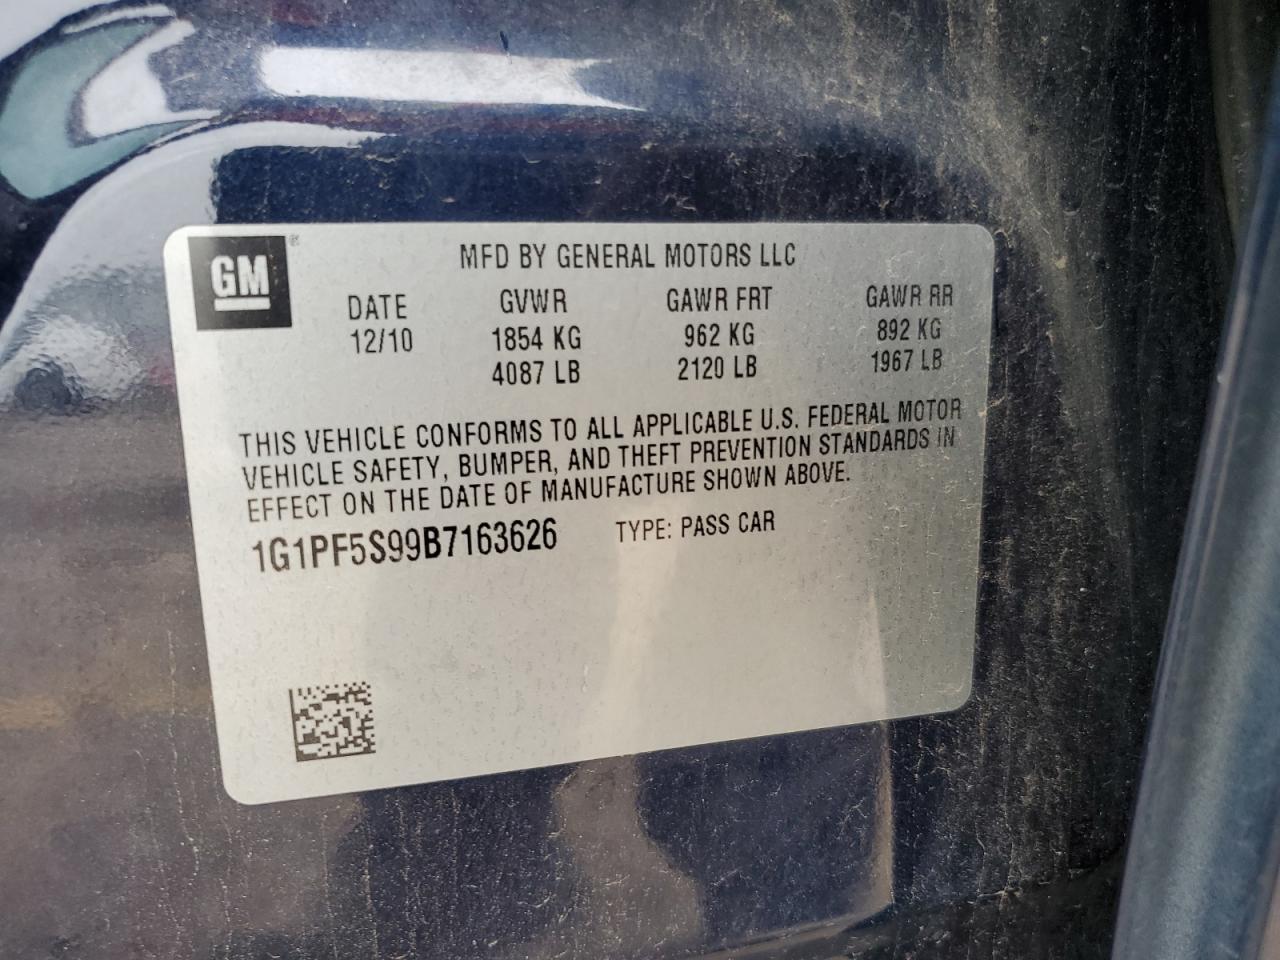 GM
MFD BY GENERAL MOTORS LLC
DATE GVWR GAWR FRT GAWR RR
12/10 1854 KG 962 KG 892 KG
4087 LB 2120 LB 1967 LB
THIS VEHICLE CONFORMS TO ALL APPLICABLE U.S. FEDERAL MOTOR
VEHICLE SAFETY, BUMPER, AND THEFT PREVENTION STANDARDS IN
EFFECT ON THE DATE OF MANUFACTURE SHOWN ABOVE.
1G1PF5S99B7163626 TYPE: PASS CAR